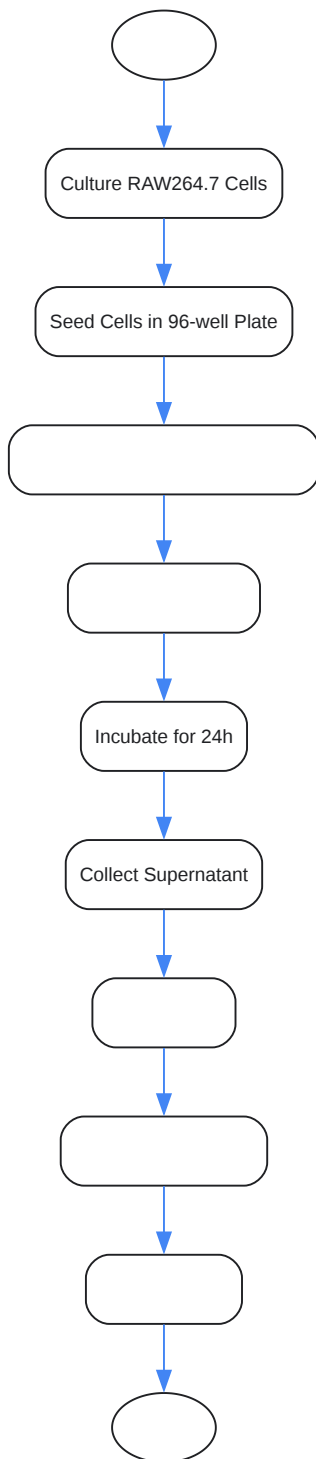 Culture RAW264.7 Cells
Seed Cells in 96-well Plate
Incubate for 24h
Collect Supernatant